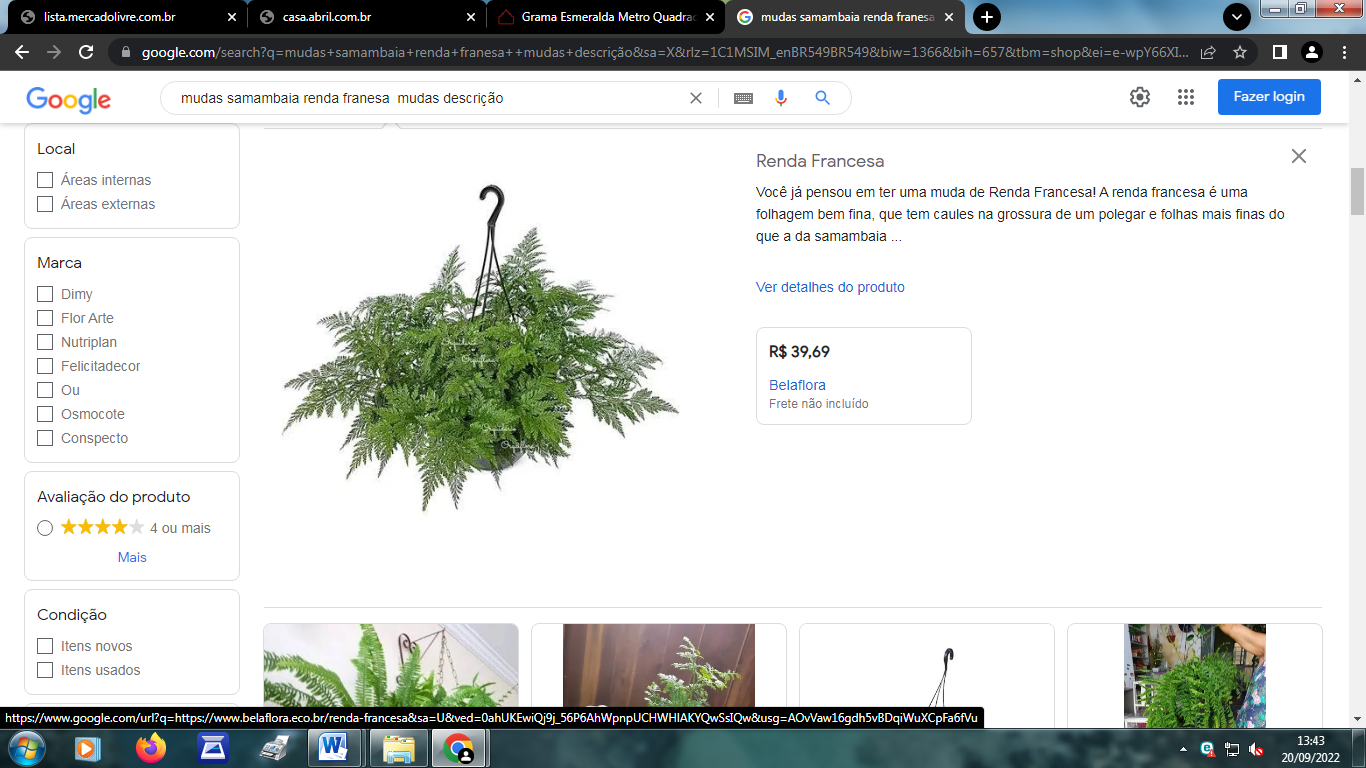 lista.mercadolivre.com.br
casa.abril.com.br
Grama Esmeralda Metro Quadrad
mudas samambaia renda franesa
google.com/search?q=mudas+samambaia+renda+franesa++mudas+descrição&sa=X&rlz=1C1MSIM_enBR549BR549&biw=1366&bih=657&tbm=shop&ei=e-wpY66XI...
Google
mudas samambaia renda franesa  mudas descrição
Fazer login
Local
Áreas internas
Áreas externas
Marca
Dimy
Flor Arte
Nutriplan
Felicitadecor
Ou
Osmocote
Conspecto
Avaliação do produto
4 ou mais
Mais
Condição
Itens novos
Itens usados
Renda Francesa
Você já pensou em ter uma muda de Renda Francesa! A renda francesa é uma
folhagem bem fina, que tem caules na grossura de um polegar e folhas mais finas do
que a da samambaia ...
Ver detalhes do produto
R$ 39,69
Belaflora
Frete não incluído
Orquidário
Orquiflora
Orquidário
Orquiflora
https://www.google.com/url?q=https://www.belaflora.eco.br/renda-francesa&sa=U&ved=0ahUKEwiQj9j_56P6AhWpnpUCHWHIAKYQwSsIQw&usg=AOvVaw16gdh5vBDqiWuXCpFa6fVu
13:43
20/09/2022